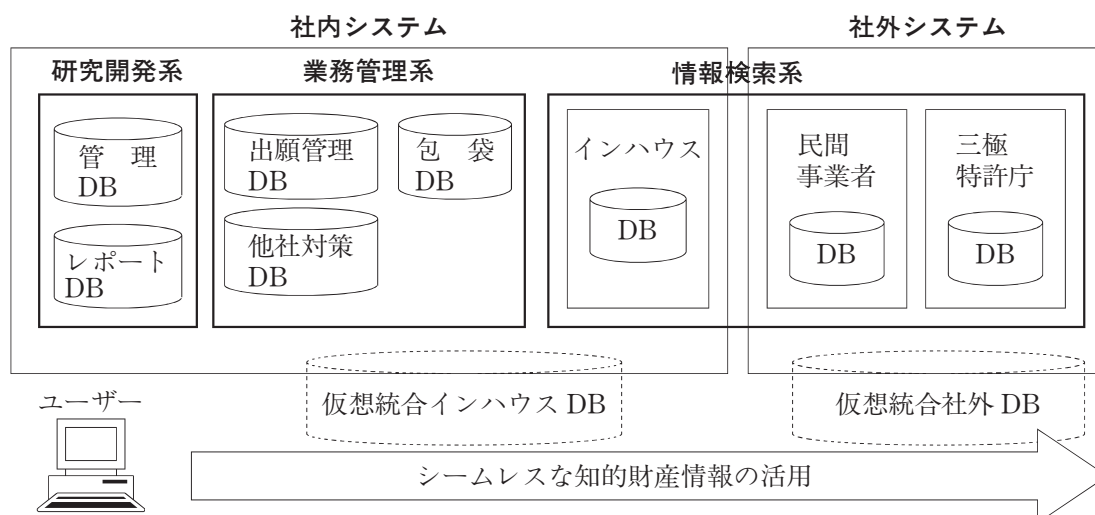 社内システム
社外システム
研究開発系
業務管理系
情報検索系
管　理
DB
レポート
DB
出願管理
DB
包　袋
DB
他社対策
DB
インハウス
DB
民間
事業者
DB
三極
特許庁
DB
仮想統合インハウス DB
仮想統合社外 DB
ユーザー
シームレスな知的財産情報の活用